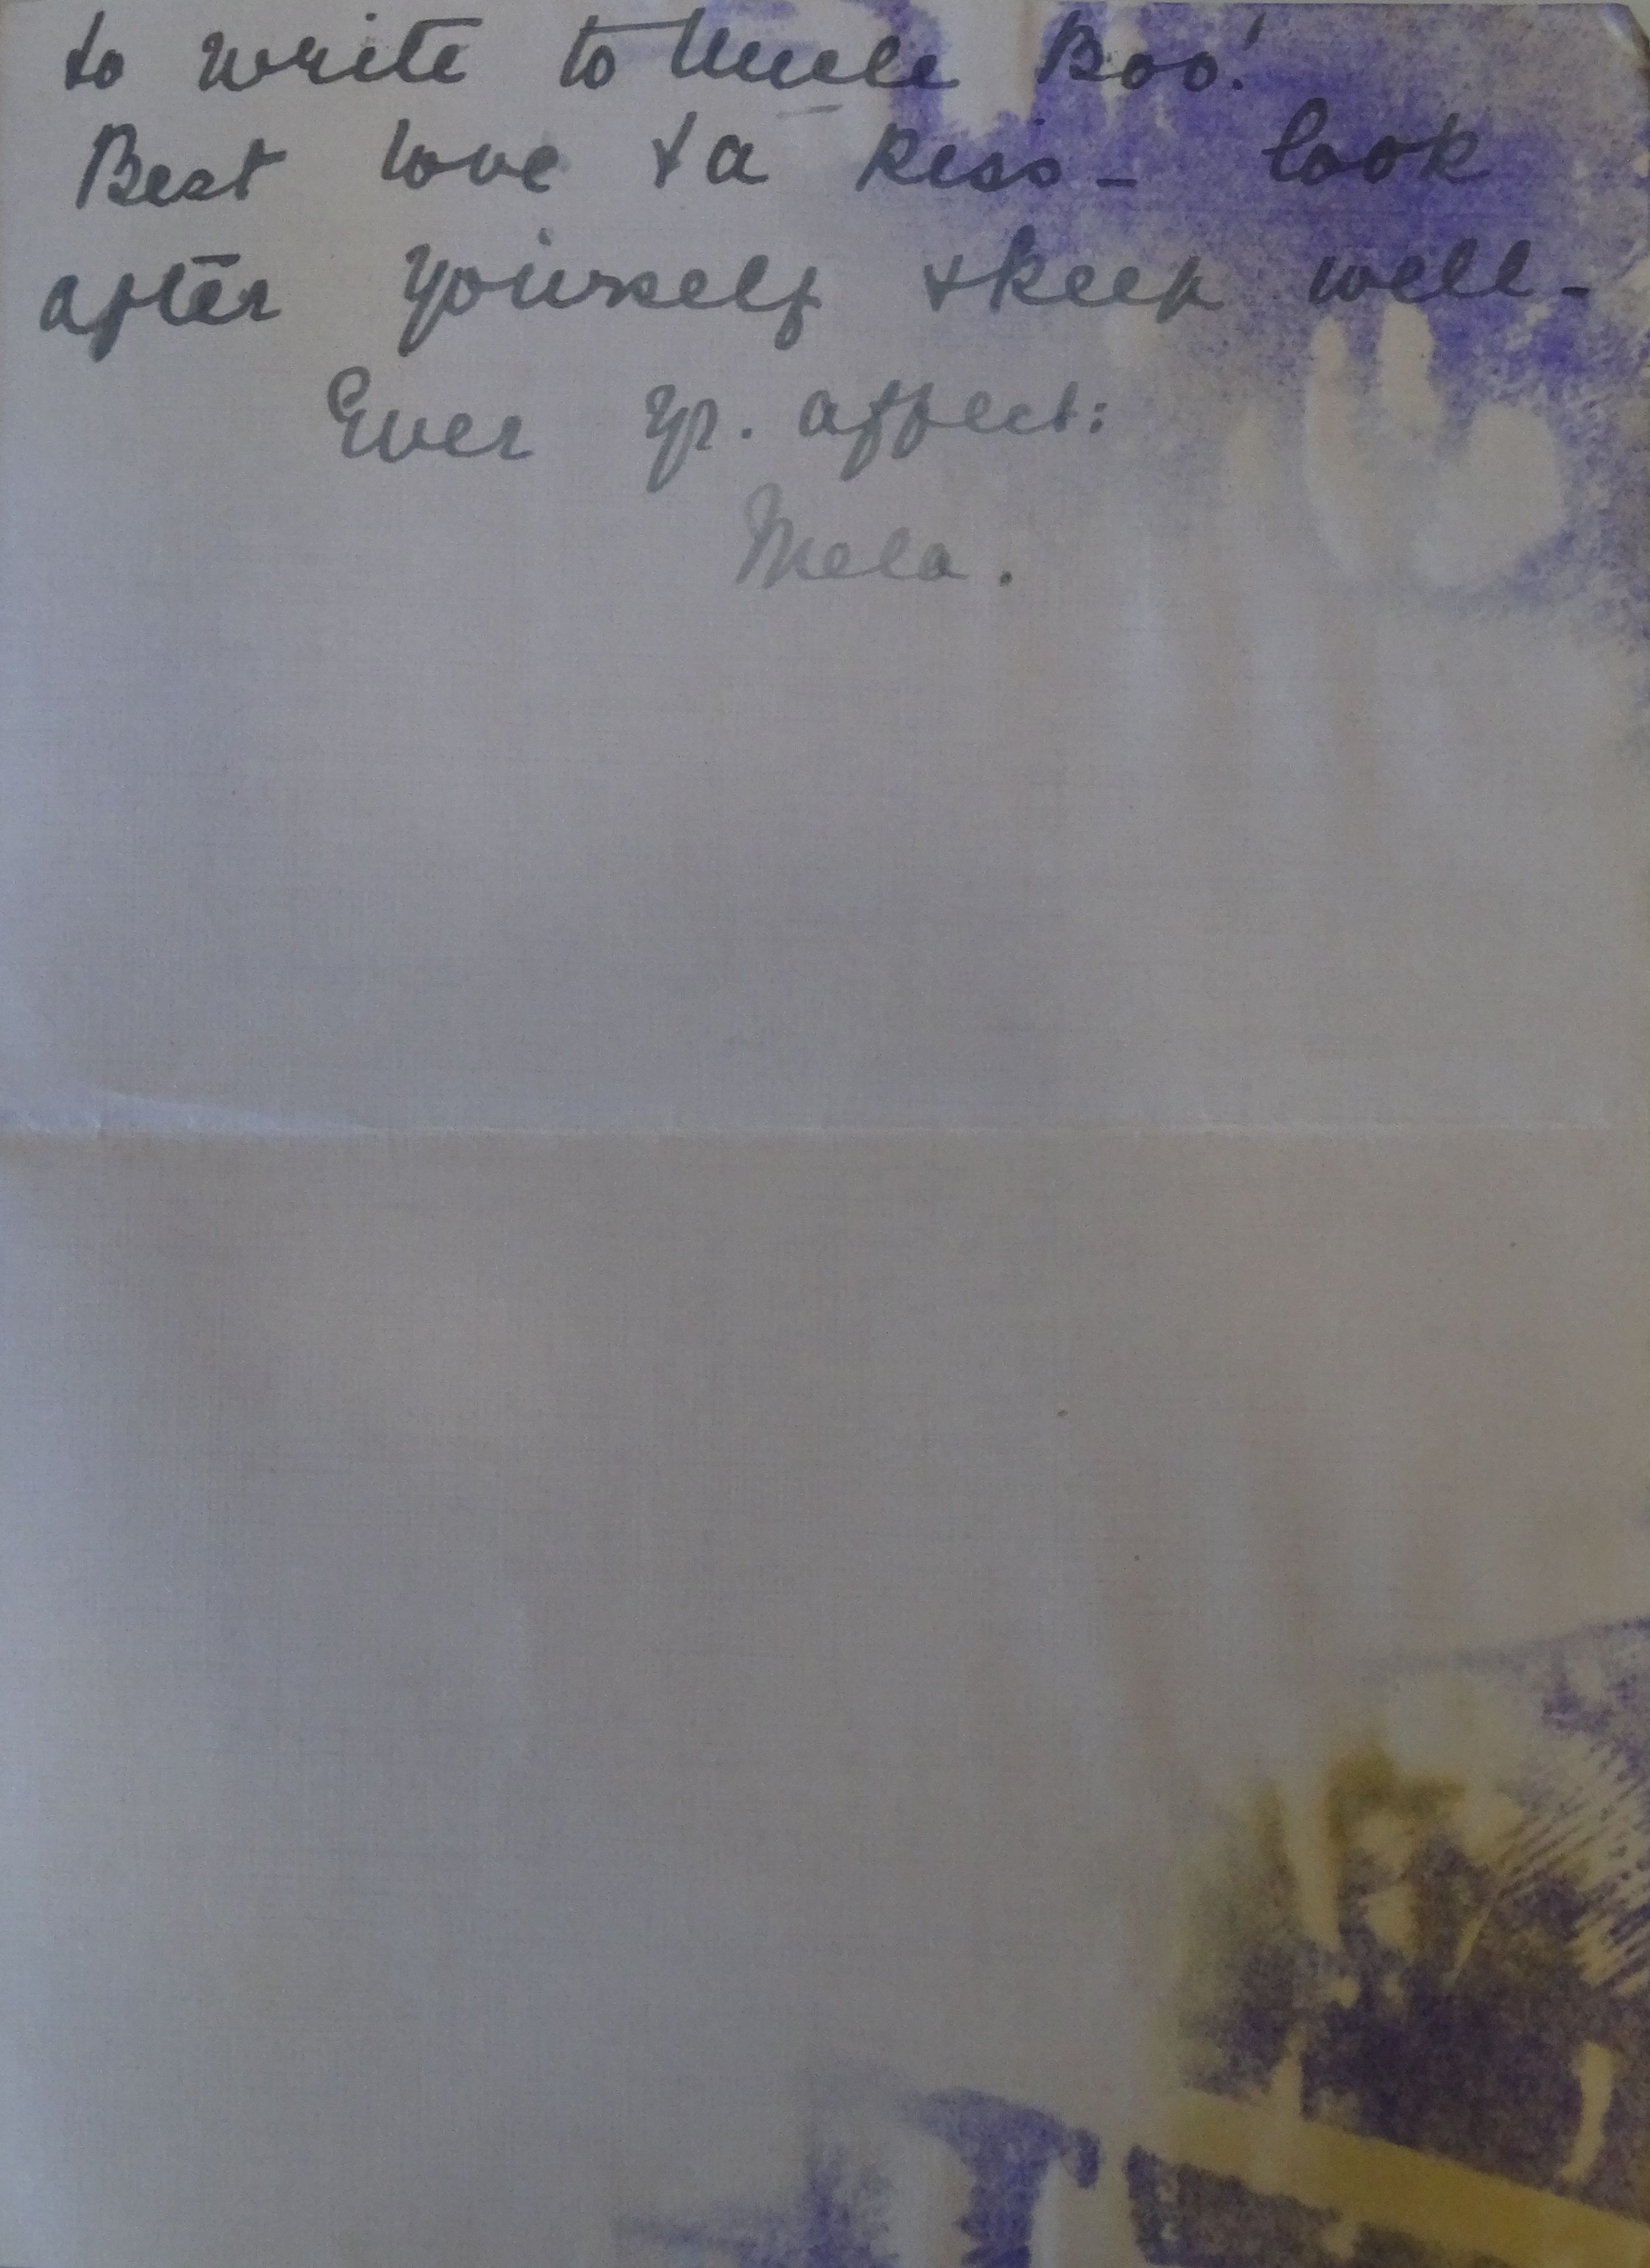 to write to Uncle Boo!
Best love & a kiss - look
after yourself & keep well -
Ever yr. affect:
Mela.